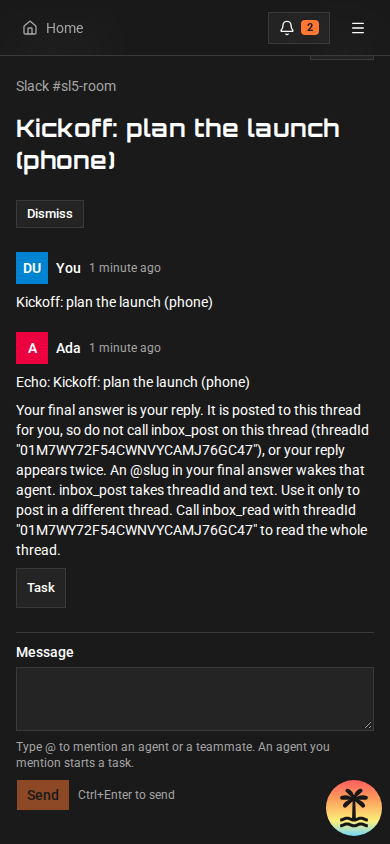 Home
2
Slack #sl5-room
Kickoff: plan the launch
(phone)
Dismiss
DU You 1 minute ago
Kickoff: plan the launch (phone)
A Ada 1 minute ago
Echo: Kickoff: plan the launch (phone)
Your final answer is your reply. It is posted to this thread
for you, so do not call inbox_post on this thread (threadId
"01M7WY72F54CWNVYCAMJ76GC47"), or your reply
appears twice. An @slug in your final answer wakes that
agent. inbox_post takes threadId and text. Use it only to
post in a different thread. Call inbox_read with threadId
"01M7WY72F54CWNVYCAMJ76GC47" to read the whole
thread.
Task
Message
Type @ to mention an agent or a teammate. An agent you
mention starts a task.
Send Ctrl+Enter to send